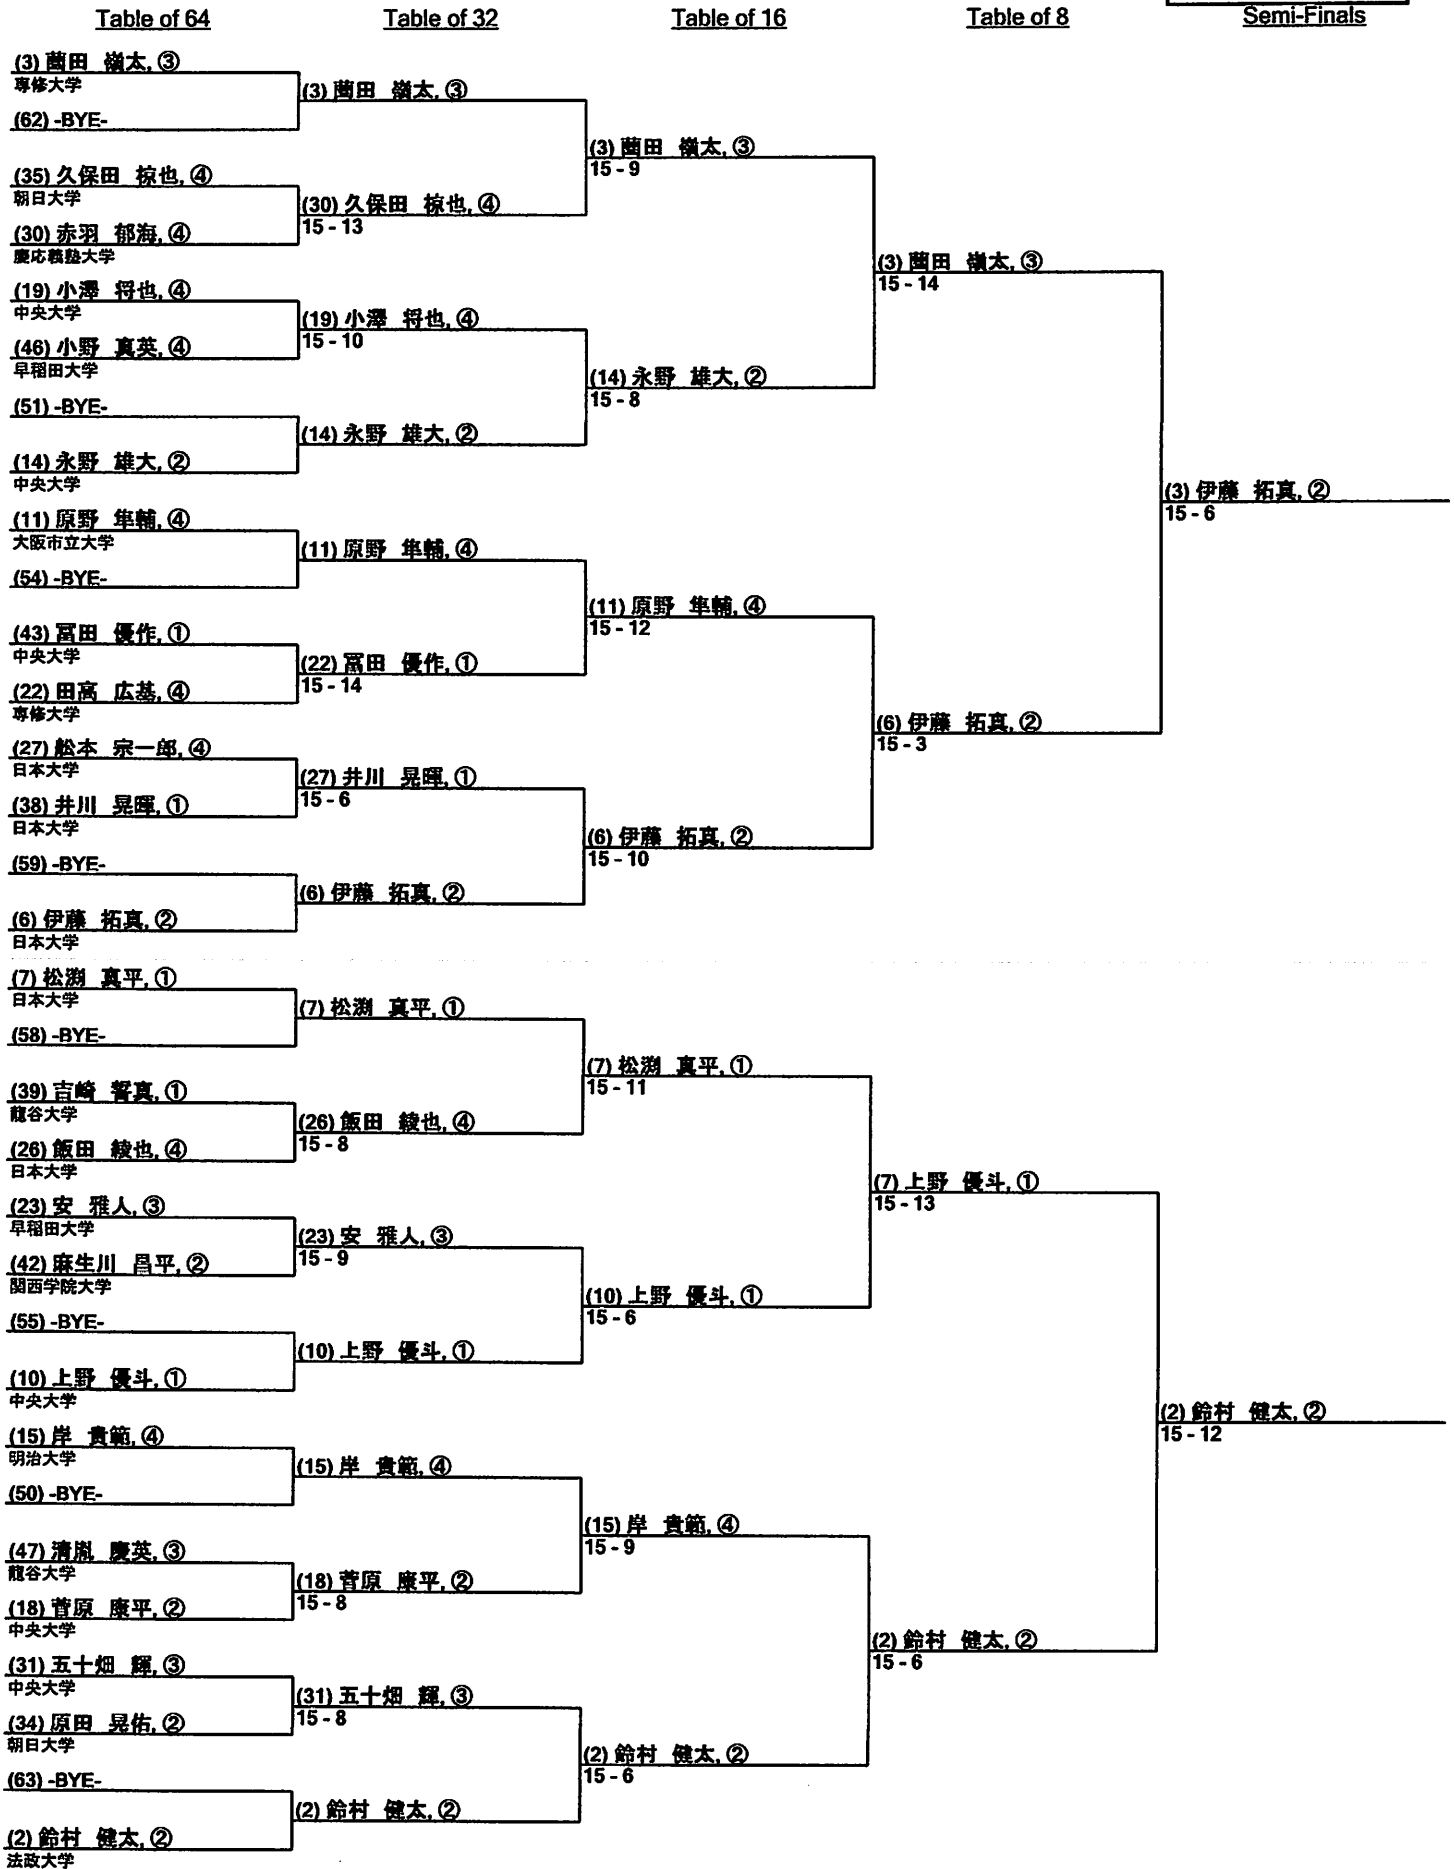 Table of 64
Table of 32
Table of 16
Table of 8
Semi-Finals
(3) 薗田 嶺太, ③
専修大学
(62) -BYE-
(35) 久保田 椋也, ④
朝日大学
(30) 赤羽 郁海, ④
慶応義塾大学
(19) 小澤 将也, ④
中央大学
(46) 小野 真英, ④
早稲田大学
(51) -BYE-
(14) 永野 雄大, ②
中央大学
(11) 原野 隼輔, ④
大阪市立大学
(54) -BYE-
(43) 冨田 優作, ①
中央大学
(22) 田高 広基, ④
専修大学
(27) 舩本 宗一郎, ④
日本大学
(38) 井川 晃暉, ①
日本大学
(59) -BYE-
(6) 伊藤 拓真, ②
日本大学
(7) 松渕 真平, ①
日本大学
(58) -BYE-
(39) 吉崎 誓真, ①
龍谷大学
(26) 飯田 綾也, ④
日本大学
(23) 安 雅人, ③
早稲田大学
(42) 麻生川 昌平, ②
関西学院大学
(55) -BYE-
(10) 上野 優斗, ①
中央大学
(15) 岸 貴範, ④
明治大学
(50) -BYE-
(47) 清胤 慶英, ③
龍谷大学
(18) 菅原 康平, ②
中央大学
(31) 五十畑 輝, ③
中央大学
(34) 原田 晃佑, ②
朝日大学
(63) -BYE-
(2) 鈴村 健太, ②
法政大学
(3) 薗田 嶺太, ③
(30) 久保田 椋也, ④
15 - 13
(19) 小澤 将也, ④
15 - 10
(14) 永野 雄大, ②
(11) 原野 隼輔, ④
(22) 冨田 優作, ①
15 - 14
(27) 井川 晃暉, ①
15 - 6
(6) 伊藤 拓真, ②
(7) 松渕 真平, ①
(26) 飯田 綾也, ④
15 - 8
(23) 安 雅人, ③
15 - 9
(10) 上野 優斗, ①
(15) 岸 貴範, ④
(18) 菅原 康平, ②
15 - 8
(31) 五十畑 輝, ③
15 - 8
(2) 鈴村 健太, ②
(3) 薗田 嶺太, ③
15 - 9
(14) 永野 雄大, ②
15 - 8
(11) 原野 隼輔, ④
15 - 12
(6) 伊藤 拓真, ②
15 - 10
(7) 松渕 真平, ①
15 - 11
(10) 上野 優斗, ①
15 - 6
(15) 岸 貴範, ④
15 - 9
(2) 鈴村 健太, ②
15 - 6
(3) 薗田 嶺太, ③
15 - 14
(6) 伊藤 拓真, ②
15 - 3
(7) 上野 優斗, ①
15 - 13
(2) 鈴村 健太, ②
15 - 6
(3) 伊藤 拓真, ②
15 - 6
(2) 鈴村 健太, ②
15 - 12